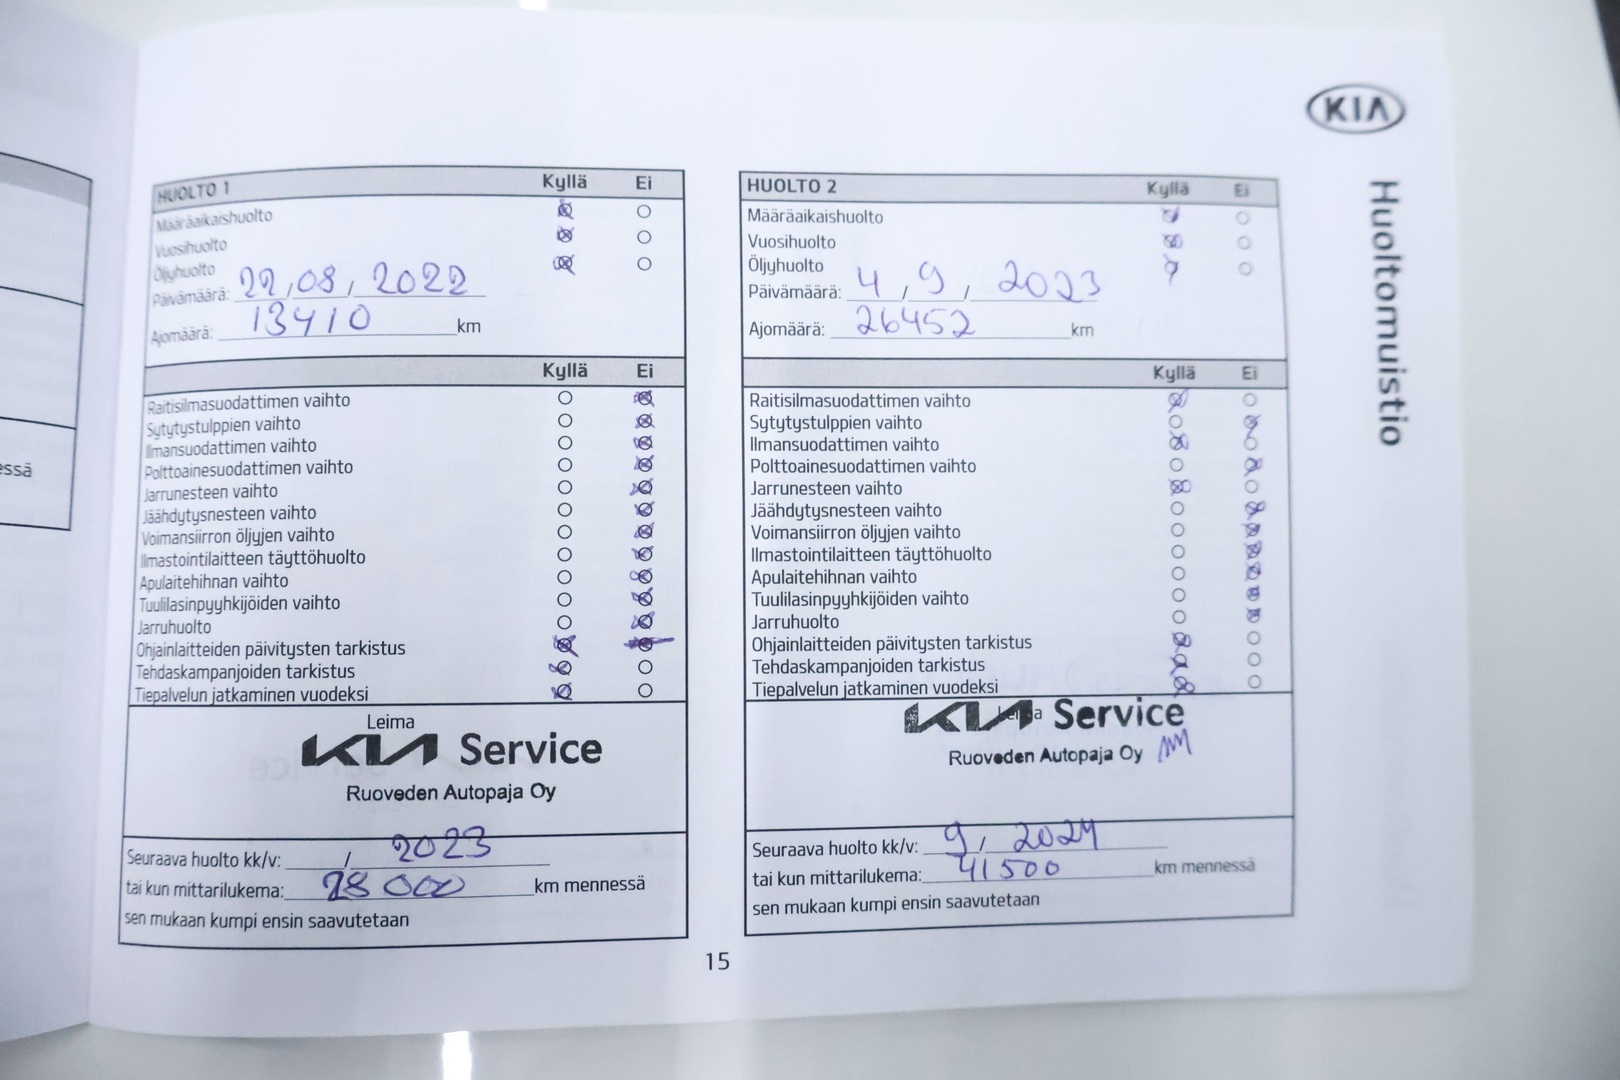 essä
HUOLTO 1 Kyllä Ei
Määräaikaishuolto
Vuosihuolto
Öljyhuolto
Päivämäärä: 22,08, 2022
Ajomäärä: 13410 km
Kyllä Ei
Raitisilmasuodattimen vaihto
Sytytystulppien vaihto
Ilmansuodattimen vaihto
Polttoainesuodattimen vaihto
Jarrunesteen vaihto
Jäähdytysnesteen vaihto
Voimansiirron öljyjen vaihto
Ilmastointilaitteen täyttöhuolto
Apulaitehihnan vaihto
Tuulilasinpyyhkijöiden vaihto
Jarruhuolto
Ohjainlaitteiden päivitysten tarkistus
Tehdaskampanjoiden tarkistus
Tiepalvelun jatkaminen vuodeksi
Leima
KIA Service
Ruoveden Autopaja Oy
Seuraava huolto kk/v: / 2023
tai kun mittarilukema: 28 000 km mennessä
sen mukaan kumpi ensin saavutetaan
HUOLTO 2 Kyllä Ei
Määräaikaishuolto
Vuosihuolto
Öljyhuolto
Päivämäärä: 4, 9, 2023
Ajomäärä: 26452 km
Kyllä Ei
Raitisilmasuodattimen vaihto
Sytytystulppien vaihto
Ilmansuodattimen vaihto
Polttoainesuodattimen vaihto
Jarrunesteen vaihto
Jäähdytysnesteen vaihto
Voimansiirron öljyjen vaihto
Ilmastointilaitteen täyttöhuolto
Apulaitehihnan vaihto
Tuulilasinpyyhkijöiden vaihto
Jarruhuolto
Ohjainlaitteiden päivitysten tarkistus
Tehdaskampanjoiden tarkistus
Tiepalvelun jatkaminen vuodeksi
Leima
KIA Service
Ruoveden Autopaja Oy
Seuraava huolto kk/v: 9 / 2024
tai kun mittarilukema: 41500 km mennessä
sen mukaan kumpi ensin saavutetaan
KIA
Huoltomuistio
15